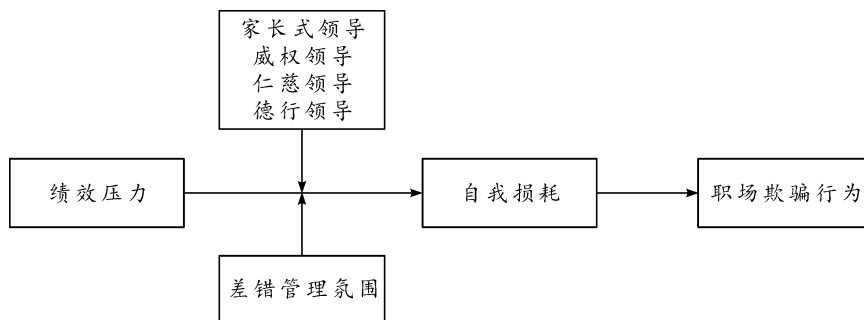 家长式领导
威权领导
仁慈领导
德行领导
绩效压力
自我损耗
职场欺骗行为
差错管理氛围